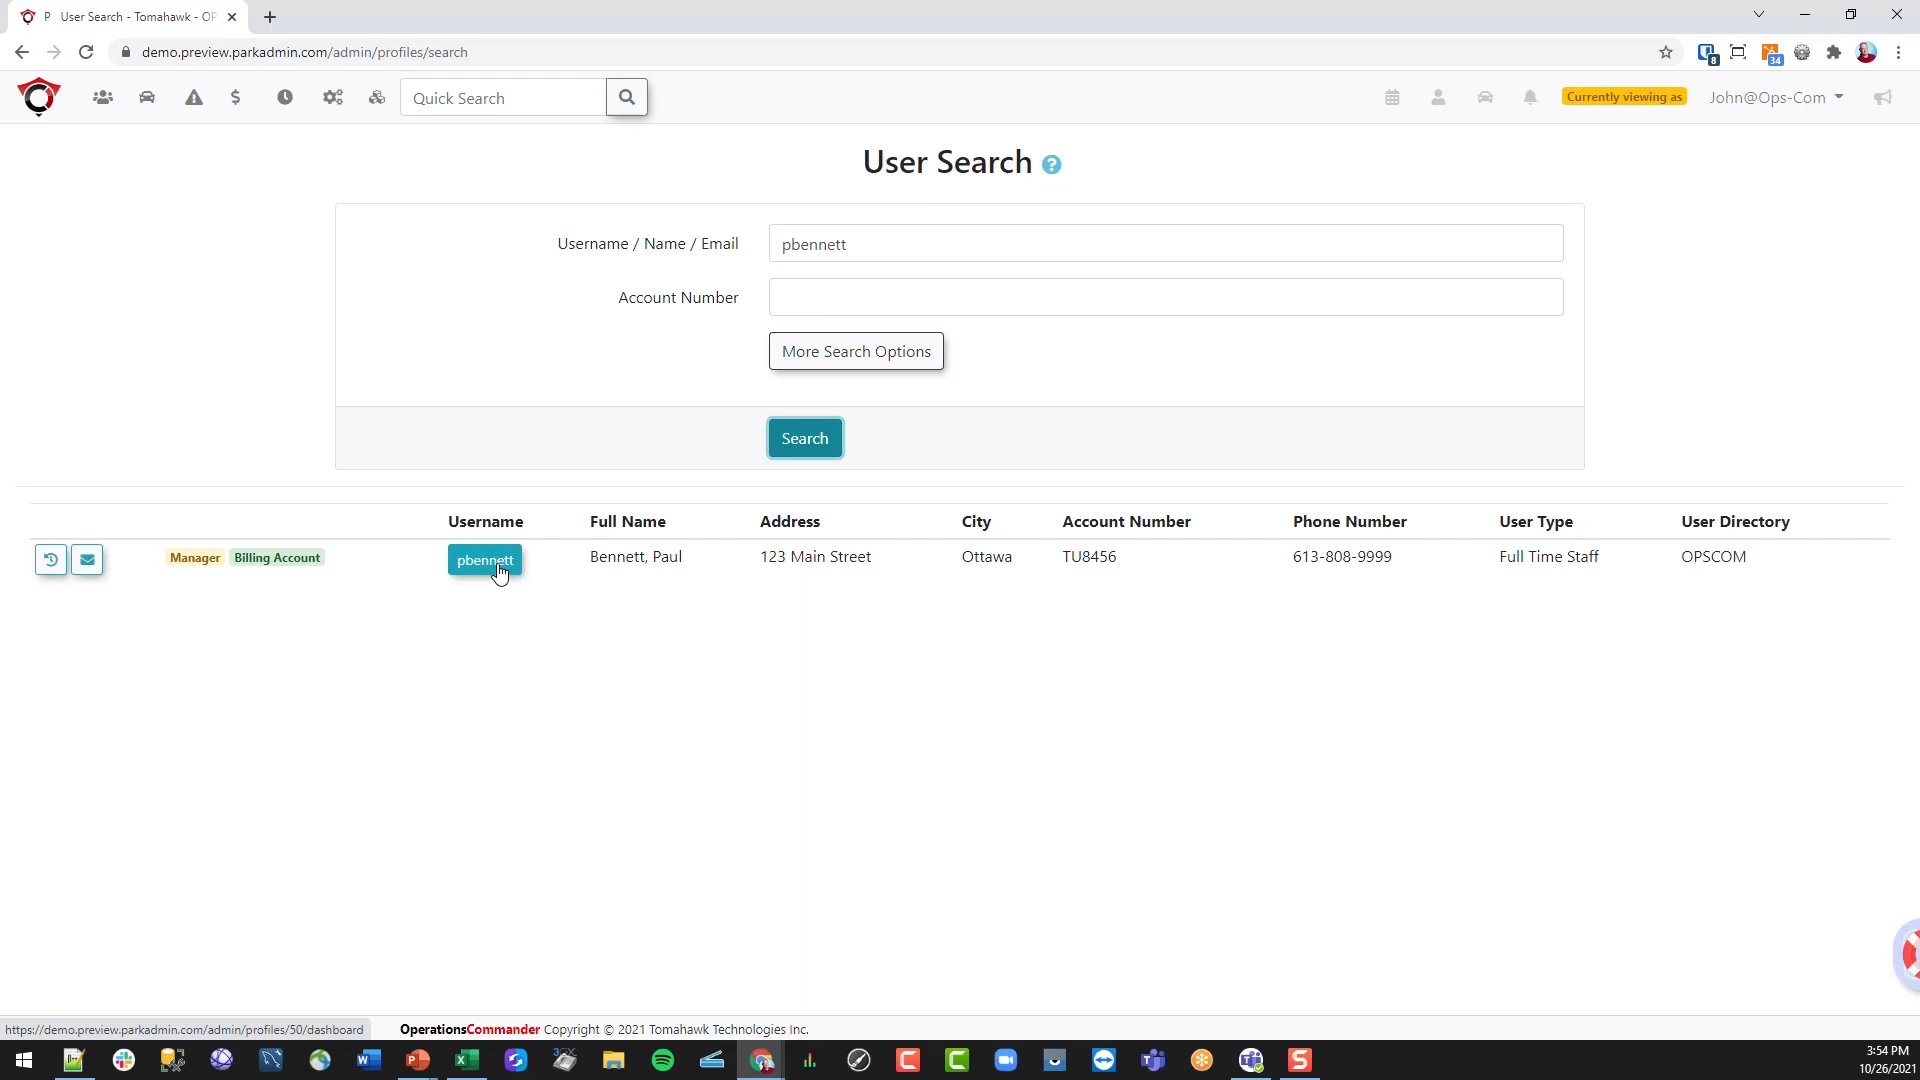 P User Search - Tomahawk - OP
demo.preview.parkadmin.com/admin/profiles/search
8
34
Quick Search
Currently viewing as
John@Ops-Com
User Search ?
Username / Name / Email
pbennett
Account Number
More Search Options
Search
Username Full Name Address City Account Number Phone Number User Type User Directory
Manager Billing Account pbennett Bennett, Paul 123 Main Street Ottawa TU8456 613-808-9999 Full Time Staff OPSCOM
https://demo.preview.parkadmin.com/admin/profiles/50/dashboard
OperationsCommander Copyright © 2021 Tomahawk Technologies Inc.
3:54 PM
10/26/2021